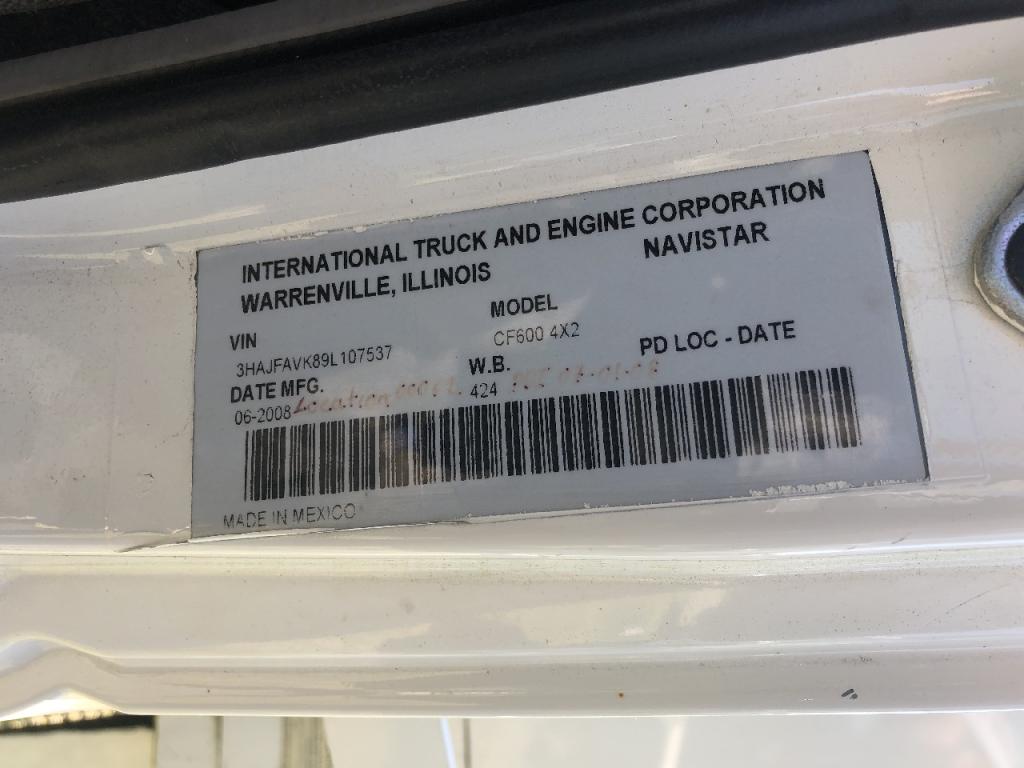 INTERNATIONAL TRUCK AND ENGINE CORPORATION
WARRENVILLE, ILLINOIS
NAVISTAR
VIN
MODEL
3HAJFAVK89L107537
CF600 4X2
PD LOC - DATE
DATE MFG.
W.B.
06-2008
Location
424
MADE IN MEXICO